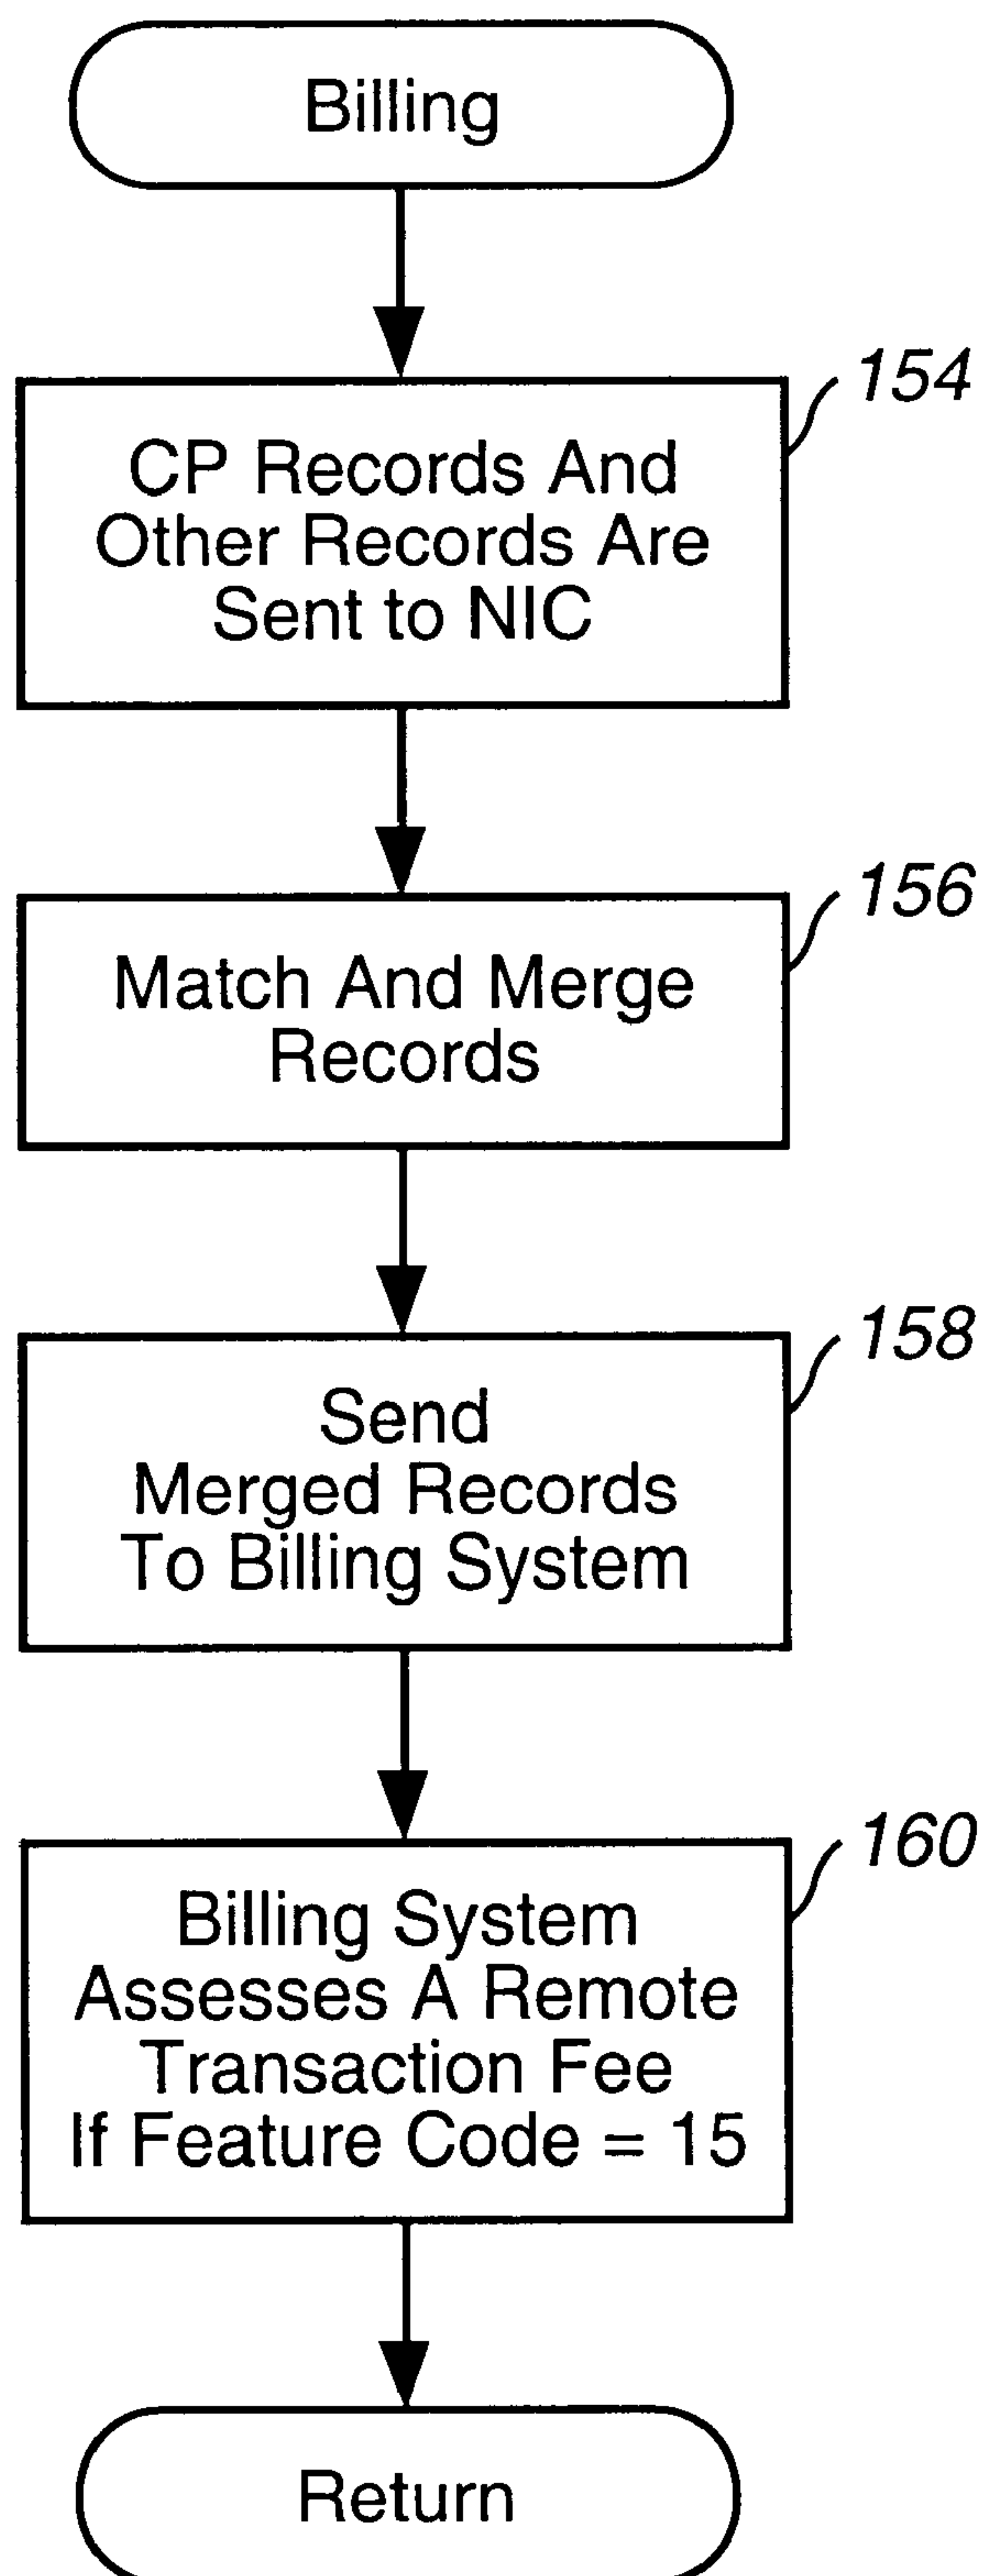 Billing
154
CP Records And
Other Records Are
Sent to NIC
156
Match And Merge
Records
158
Send
Merged Records
To Billing System
160
Billing System
Assesses A Remote
Transaction Fee
If Feature Code = 15
Return